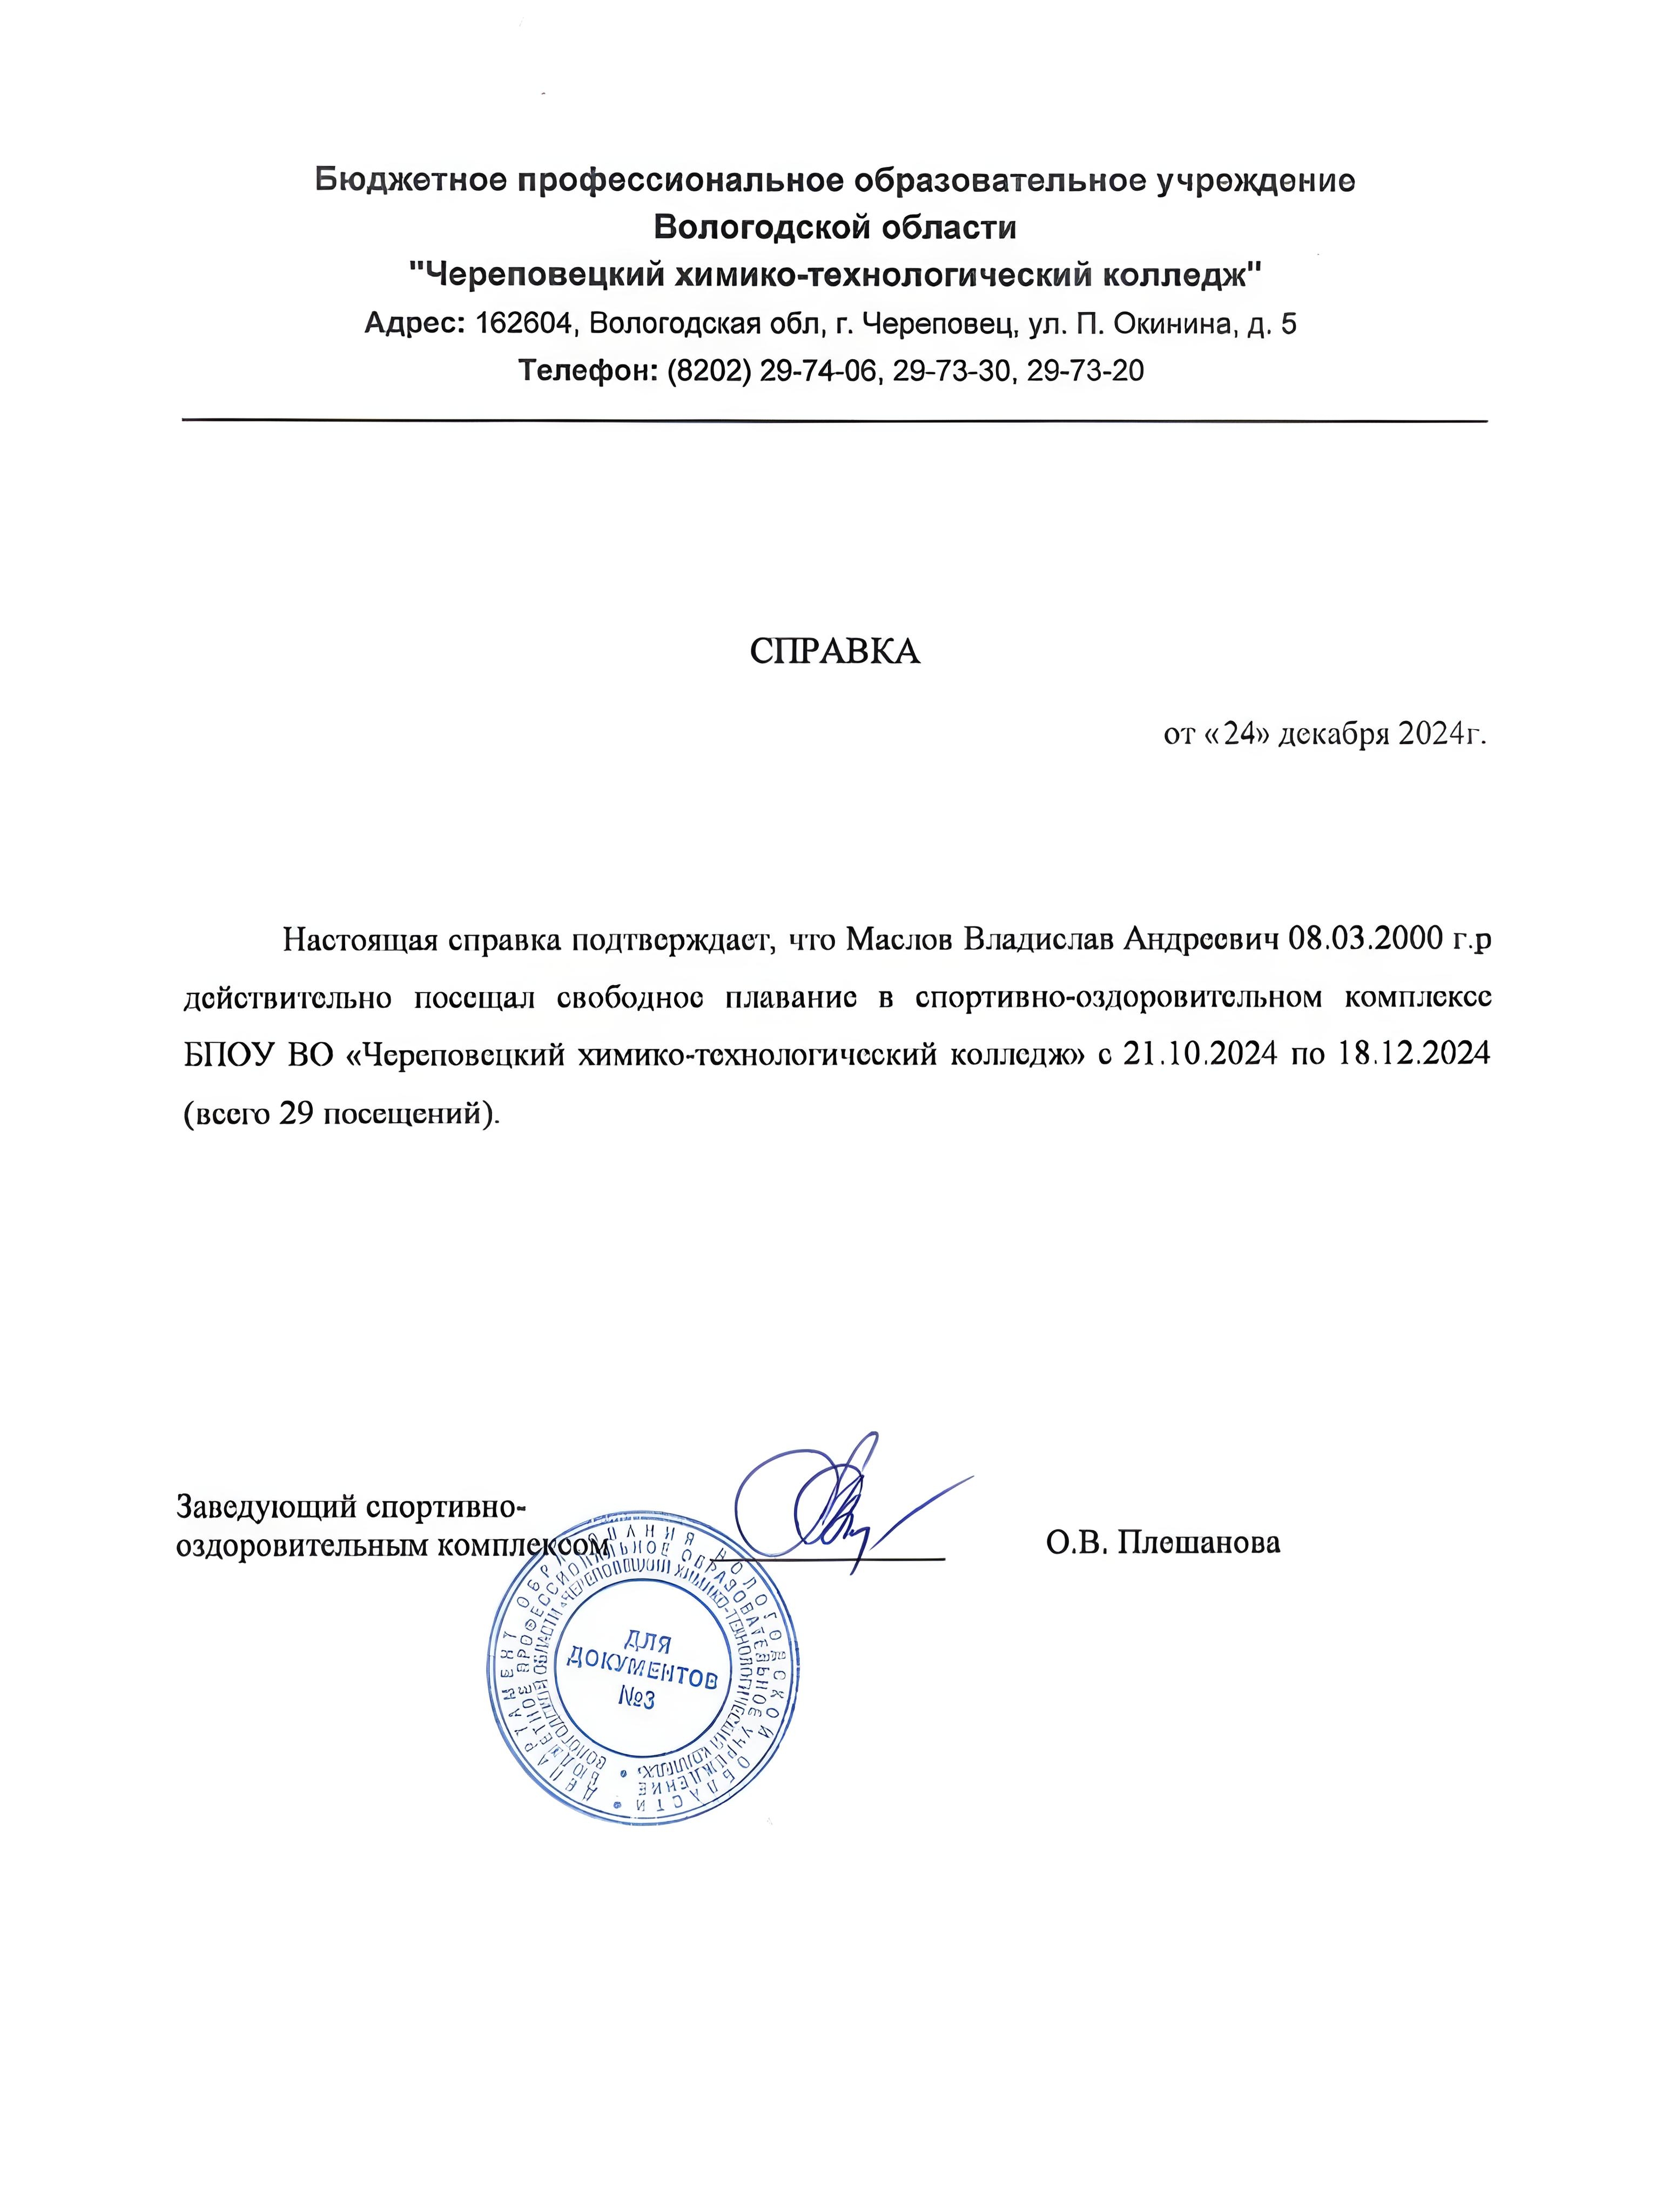 Бюджетное профессиональное образовательное учреждение
Вологодской области
"Череповецкий химико-технологический колледж"
Адрес: 162604, Вологодская обл, г. Череповец, ул. П. Окинина, д. 5
Телефон: (8202) 29-74-06, 29-73-30, 29-73-20
СПРАВКА
от «24» декабря 2024г.
Настоящая справка подтверждает, что Маслов Владислав Андреевич 08.03.2000 г.р
действительно посещал свободное плавание в спортивно-оздоровительном комплексе
БПОУ ВО «Череповецкий химико-технологический колледж» с 21.10.2024 по 18.12.2024
(всего 29 посещений).
Заведующий спортивно-
оздоровительным комплексом
О.В. Плешанова
ДЕПАРТАМЕНТ ОБРАЗОВАНИЯ ВОЛОГОДСКОЙ ОБЛАСТИ
БЮДЖЕТНОЕ ПРОФЕССИОНАЛЬНОЕ ОБРАЗОВАТЕЛЬНОЕ УЧРЕЖДЕНИЕ
ВОЛОГОДСКОЙ ОБЛАСТИ «ЧЕРЕПОВЕЦКИЙ ХИМИКО-ТЕХНОЛОГИЧЕСКИЙ КОЛЛЕДЖ»
ДЛЯ
ДОКУМЕНТОВ
№3